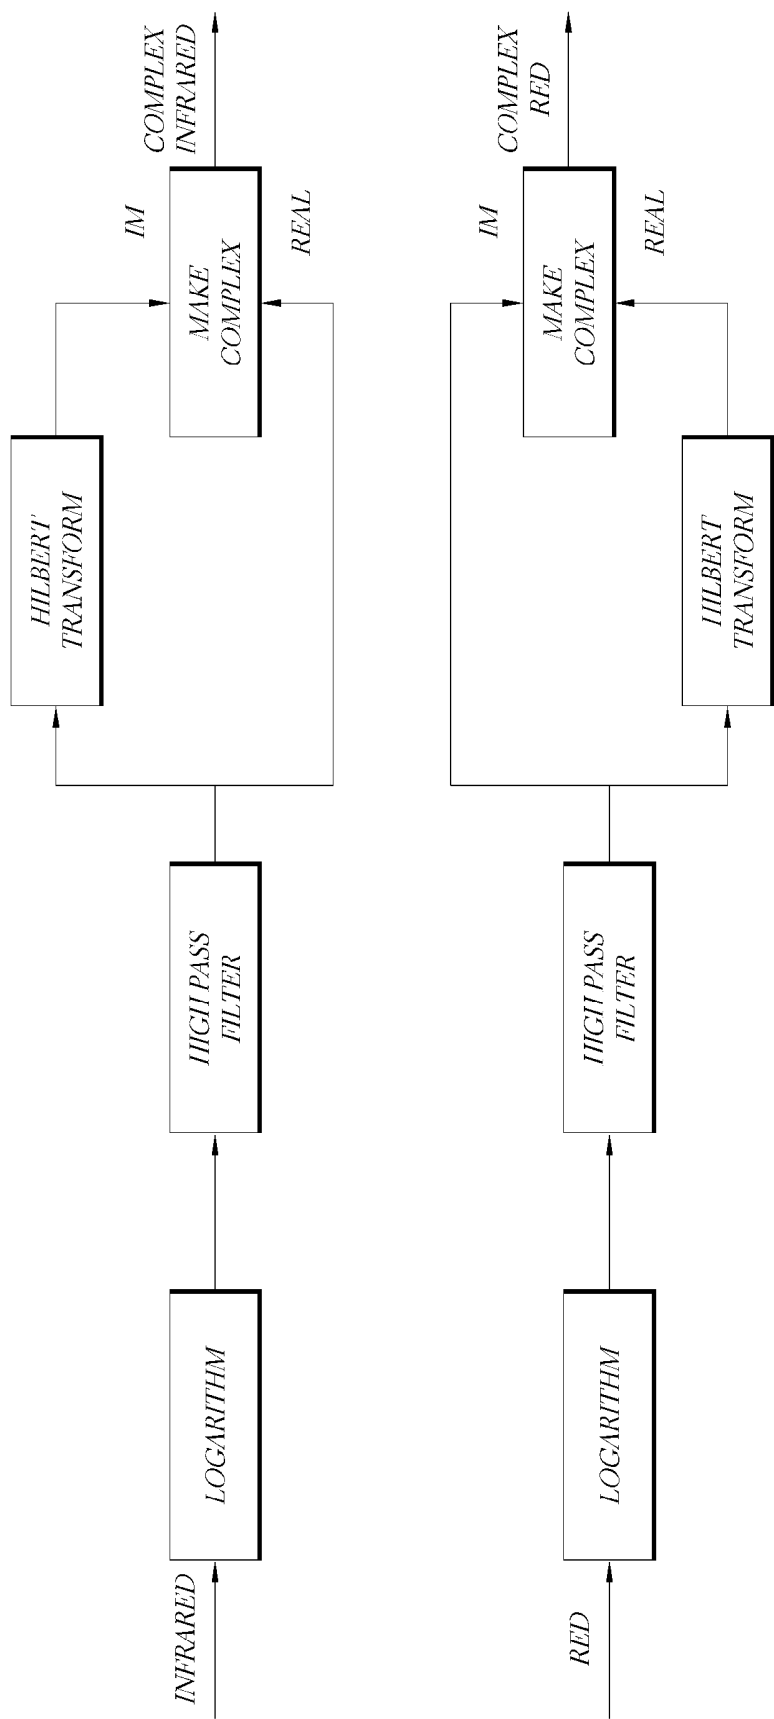 INFRARED
LOGARITHM
HIGH PASS
FILTER
HILBERT
TRANSFORM
IM
MAKE
COMPLEX
REAL
COMPLEX
INFRARED
RED
LOGARITHM
HIGH PASS
FILTER
HILBERT
TRANSFORM
IM
MAKE
COMPLEX
REAL
COMPLEX
RED